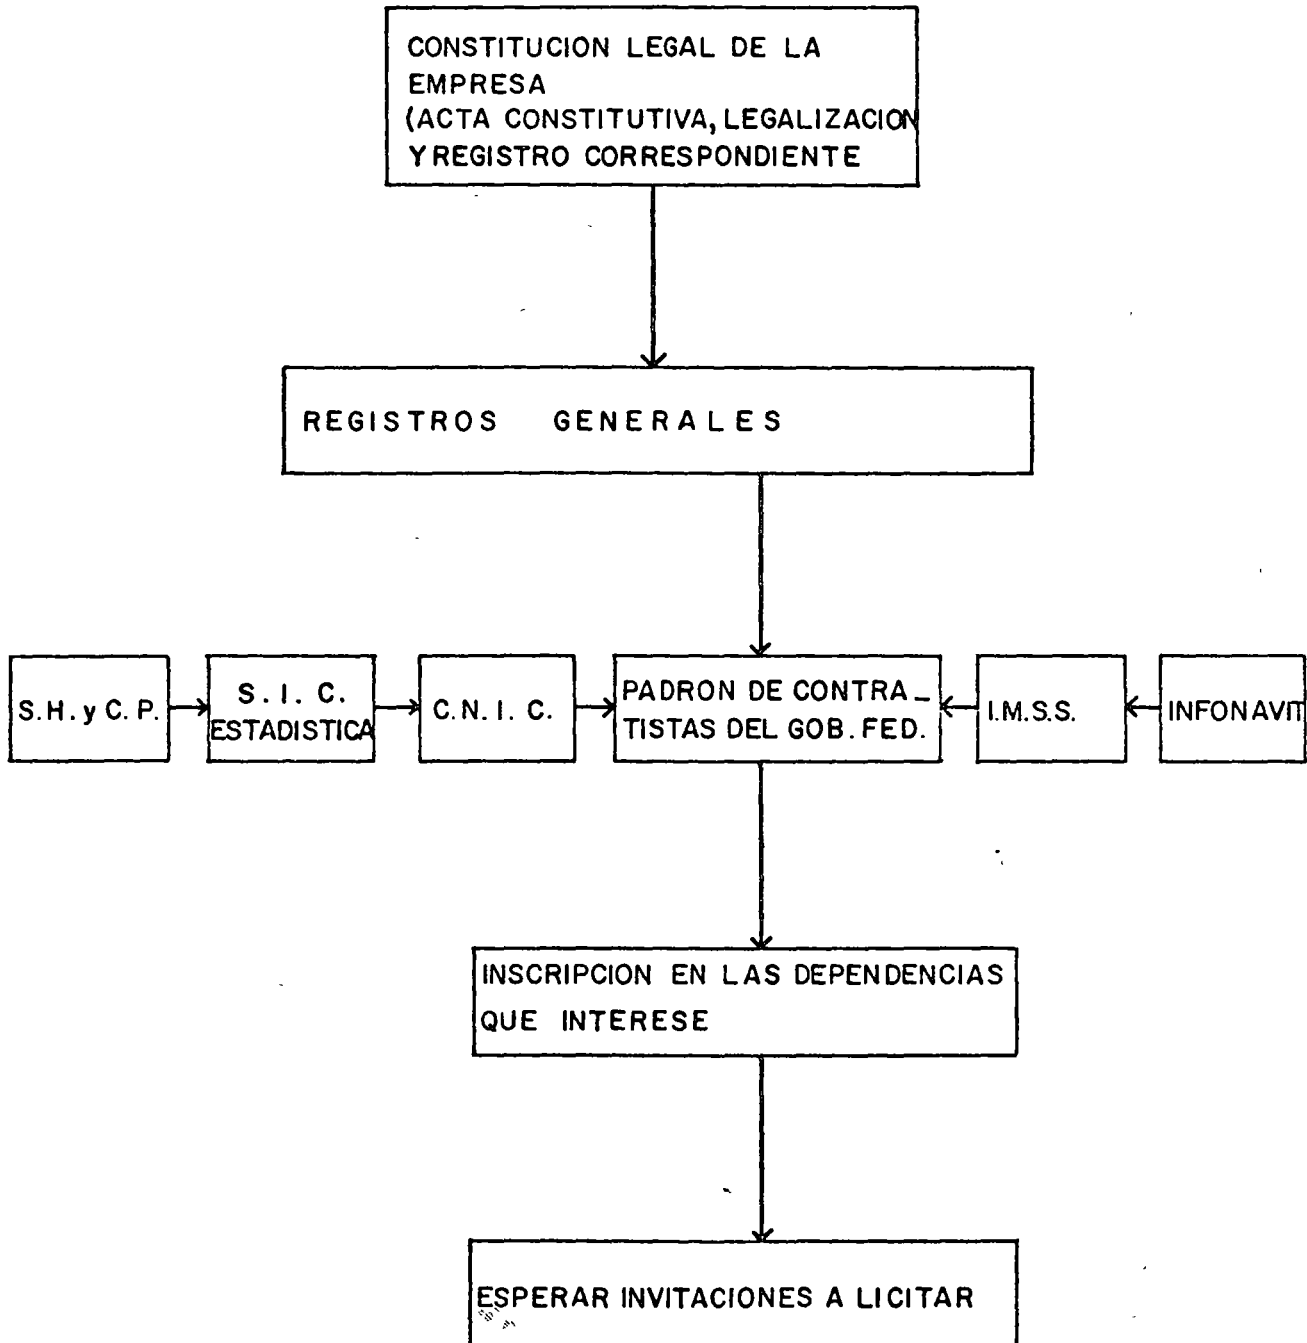 CONSTITUCION LEGAL DE LA
EMPRESA
(ACTA CONSTITUTIVA, LEGALIZACION
Y REGISTRO CORRESPONDIENTE
REGISTROS GENERALES
S.H. y C.P.
S. I. C.
ESTADISTICA
C.N.I.C.
PADRON DE CONTRA_
TISTAS DEL GOB. FED.
I.M.S.S.
INFONAVIT
INSCRIPCION EN LAS DEPENDENCIAS
QUE INTERESE
ESPERAR INVITACIONES A LICITAR